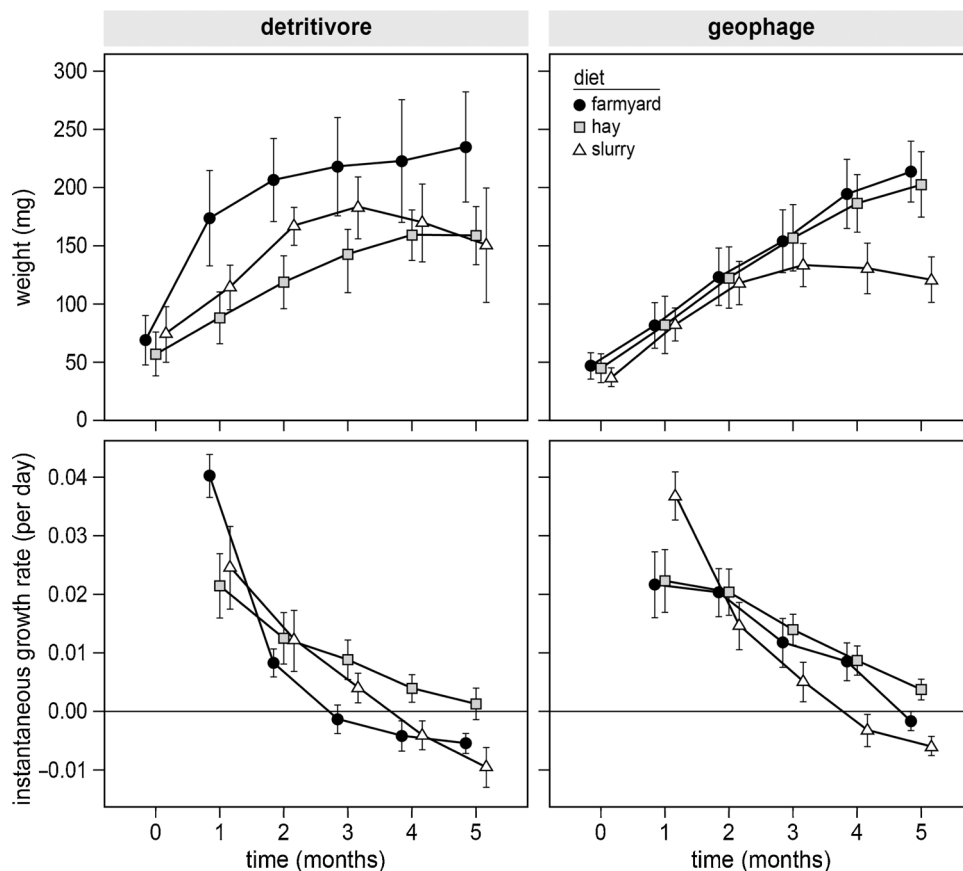 detritivore
geophage
weight (mg)
300
250
200
150
100
50
0
diet
farmyard
hay
slurry
instantaneous growth rate (per day)
0.04
0.03
0.02
0.01
0.00
−0.01
0 1 2 3 4 5
time (months)
0 1 2 3 4 5
time (months)